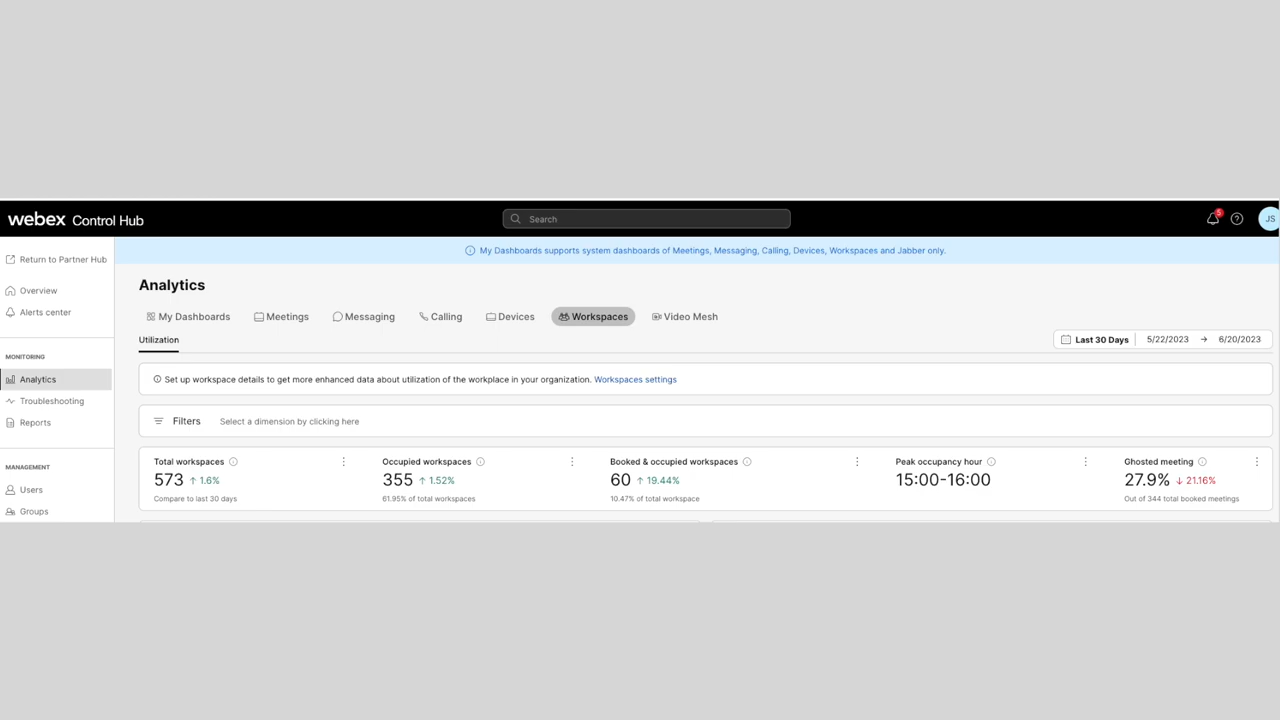 webex Control Hub
Search
5
JS
Return to Partner Hub
Overview
Alerts center
MONITORING
Analytics
Troubleshooting
Reports
MANAGEMENT
Users
Groups
My Dashboards supports system dashboards of Meetings, Messaging, Calling, Devices, Workspaces and Jabber only.
Analytics
My Dashboards Meetings Messaging Calling Devices Workspaces Video Mesh
Utilization
Last 30 Days 5/22/2023 → 6/20/2023
Set up workspace details to get more enhanced data about utilization of the workplace in your organization. Workspaces settings
Filters Select a dimension by clicking here
Total workspaces
573 ↑ 1.6%
Compare to last 30 days
Occupied workspaces
355 ↑ 1.52%
61.95% of total workspaces
Booked & occupied workspaces
60 ↑ 19.44%
10.47% of total workspace
Peak occupancy hour
15:00-16:00
Ghosted meeting
27.9% ↓ 21.16%
Out of 344 total booked meetings